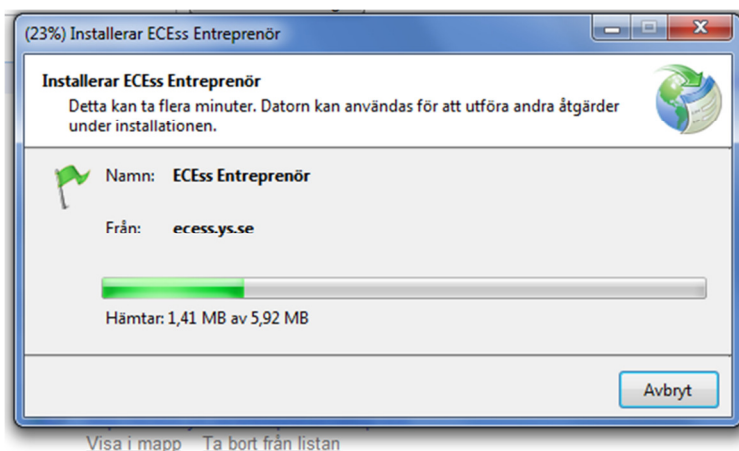 (23%) Installerar ECEss Entreprenör
Installerar ECEss Entreprenör
Detta kan ta flera minuter. Datorn kan användas för att utföra andra åtgärder
under installationen.
Namn: ECEss Entreprenör
Från: ecess.ys.se
Hämtar: 1,41 MB av 5,92 MB
Avbryt
Visa i mapp Ta bort från listan